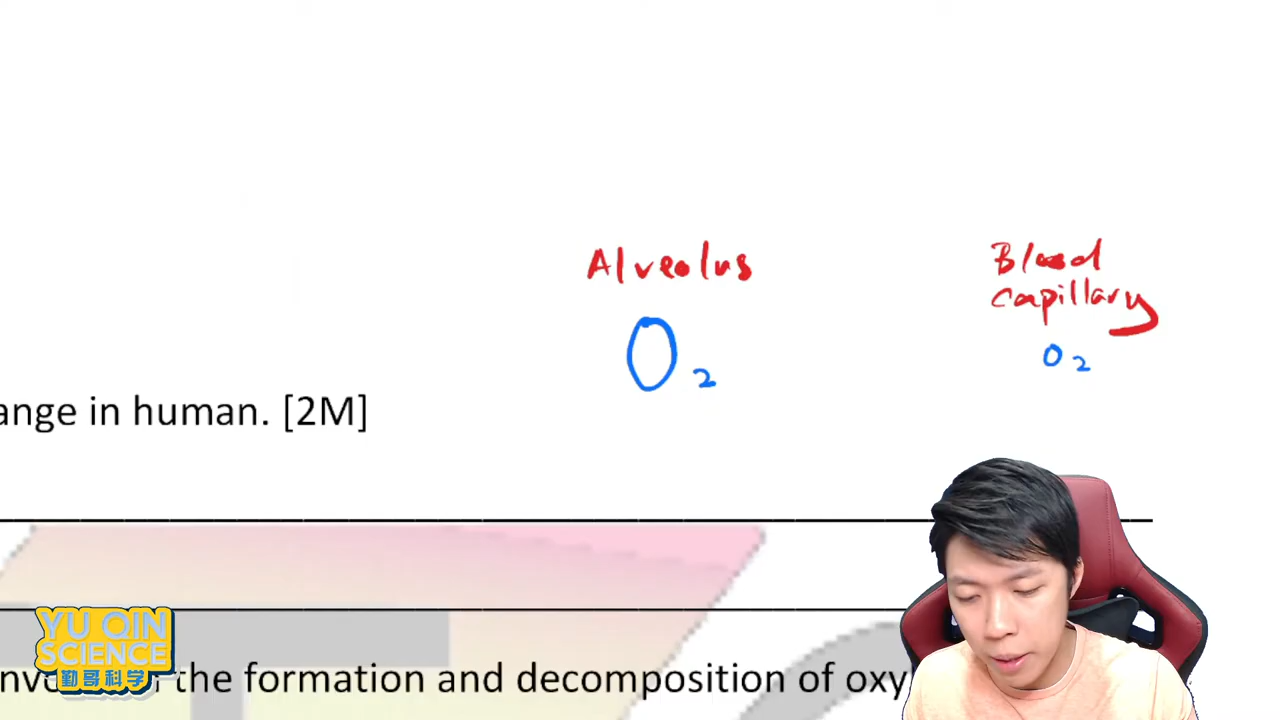 Alveolus
Blood
capillary
O2
O2
ange in human. [2M]
the formation and decomposition of oxy
YU QIN
SCIENCE
勤哥科学